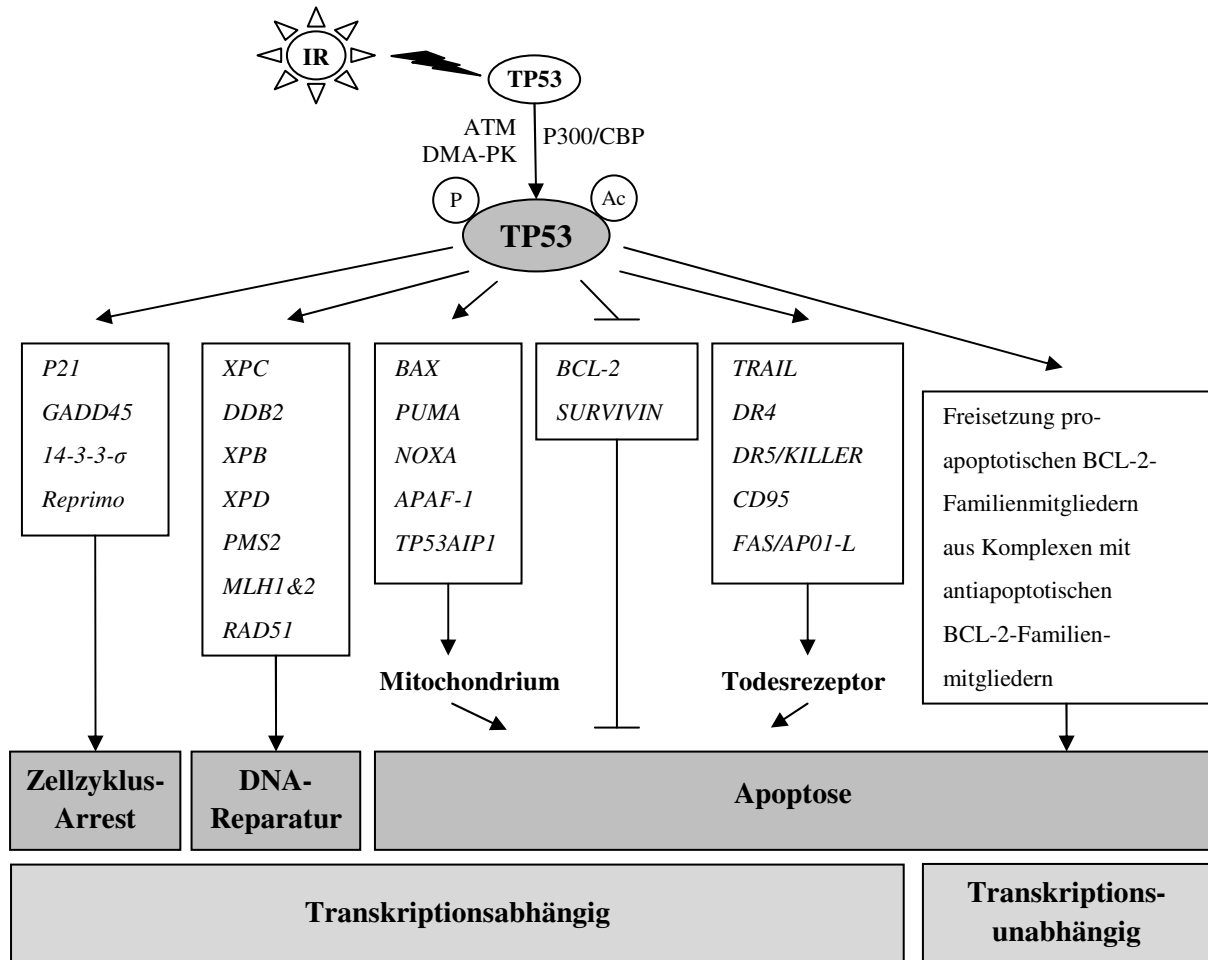 IR
TP53
ATM
DMA-PK
P300/CBP
P
Ac
TP53
P21
GADD45
14-3-3-σ
Reprimo
XPC
DDB2
XPB
XPD
PMS2
MLH1&2
RAD51
BAX
PUMA
NOXA
APAF-1
TP53AIP1
BCL-2
SURVIVIN
TRAIL
DR4
DR5/KILLER
CD95
FAS/AP01-L
Freisetzung pro-
apoptotischen BCL-2-
Familienmitgliedern
aus Komplexen mit
antiapoptotischen
BCL-2-Familien-
mitgliedern
Mitochondrium
Todesrezeptor
Zellzyklus-
Arrest
DNA-
Reparatur
Apoptose
Transkriptionsabhängig
Transkriptions-
unabhängig